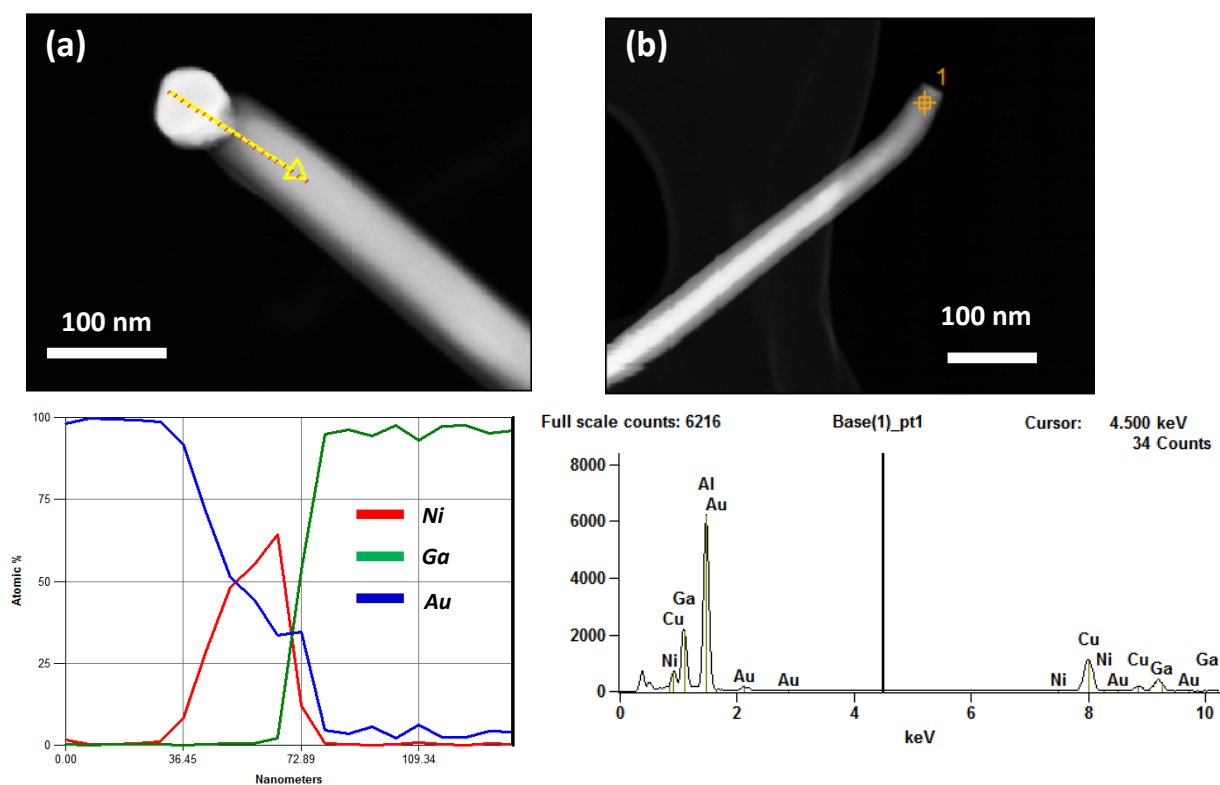 (a)
100 nm
(b)
1
100 nm
100
75
50
25
0
Atomic %
Ni
Ga
Au
0.00
36.45
72.89
109.34
Nanometers
Full scale counts: 6216
Base(1)_pt1
Cursor: 4.500 keV
34 Counts
8000
6000
4000
2000
0
Al
Au
Ga
Cu
Ni
Au
Au
Cu
Ni
Ni
Au
Cu
Ga
Au
Ga
0
2
4
6
8
10
keV